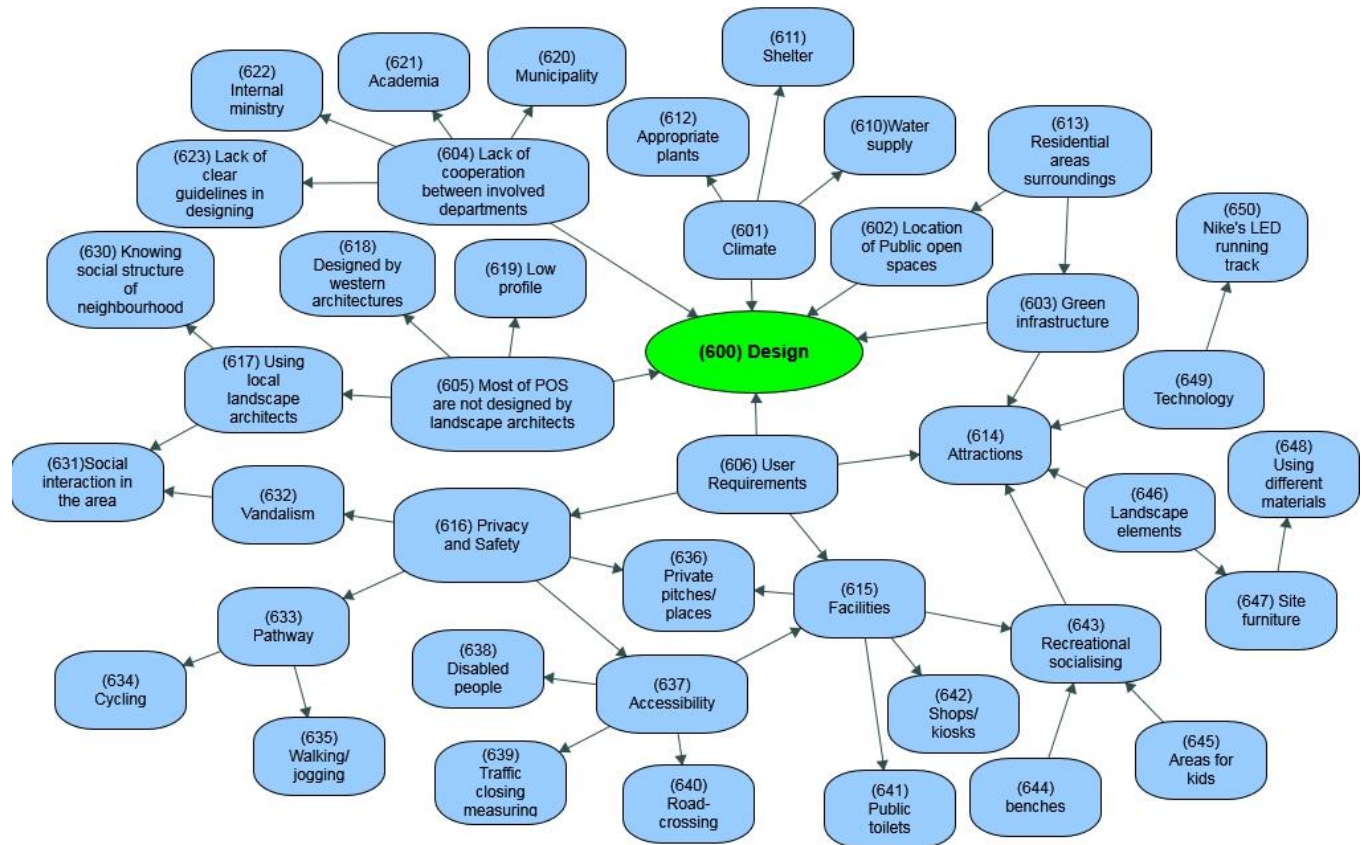 (611)
Shelter
(622)
Internal
ministry
(621)
Academia
(620)
Municipality
(612)
Appropriate
plants
(610)Water
supply
(613)
Residential
areas
surroundings
(623) Lack of
clear
guidelines in
designing
(604) Lack of
cooperation
between involved
departments
(601)
Climate
(602) Location
of Public open
spaces
(650)
Nike's LED
running
track
(630) Knowing
social structure
of
neighbourhood
(618)
Designed by
western
architectures
(619) Low
profile
(603) Green
infrastructure
(600) Design
(617) Using
local
landscape
architects
(605) Most of POS
are not designed by
landscape architects
(649)
Technology
(614)
Attractions
(631)Social
interaction in
the area
(632)
Vandalism
(606) User
Requirements
(648)
Using
different
materials
(646)
Landscape
elements
(616) Privacy
and Safety
(636)
Private
pitches/
places
(615)
Facilities
(647) Site
furniture
(633)
Pathway
(643)
Recreational
socialising
(634)
Cycling
(638)
Disabled
people
(637)
Accessibility
(642)
Shops/
kiosks
(635)
Walking/
jogging
(639)
Traffic
closing
measuring
(640)
Road-
crossing
(641)
Public
toilets
(644)
benches
(645)
Areas for
kids